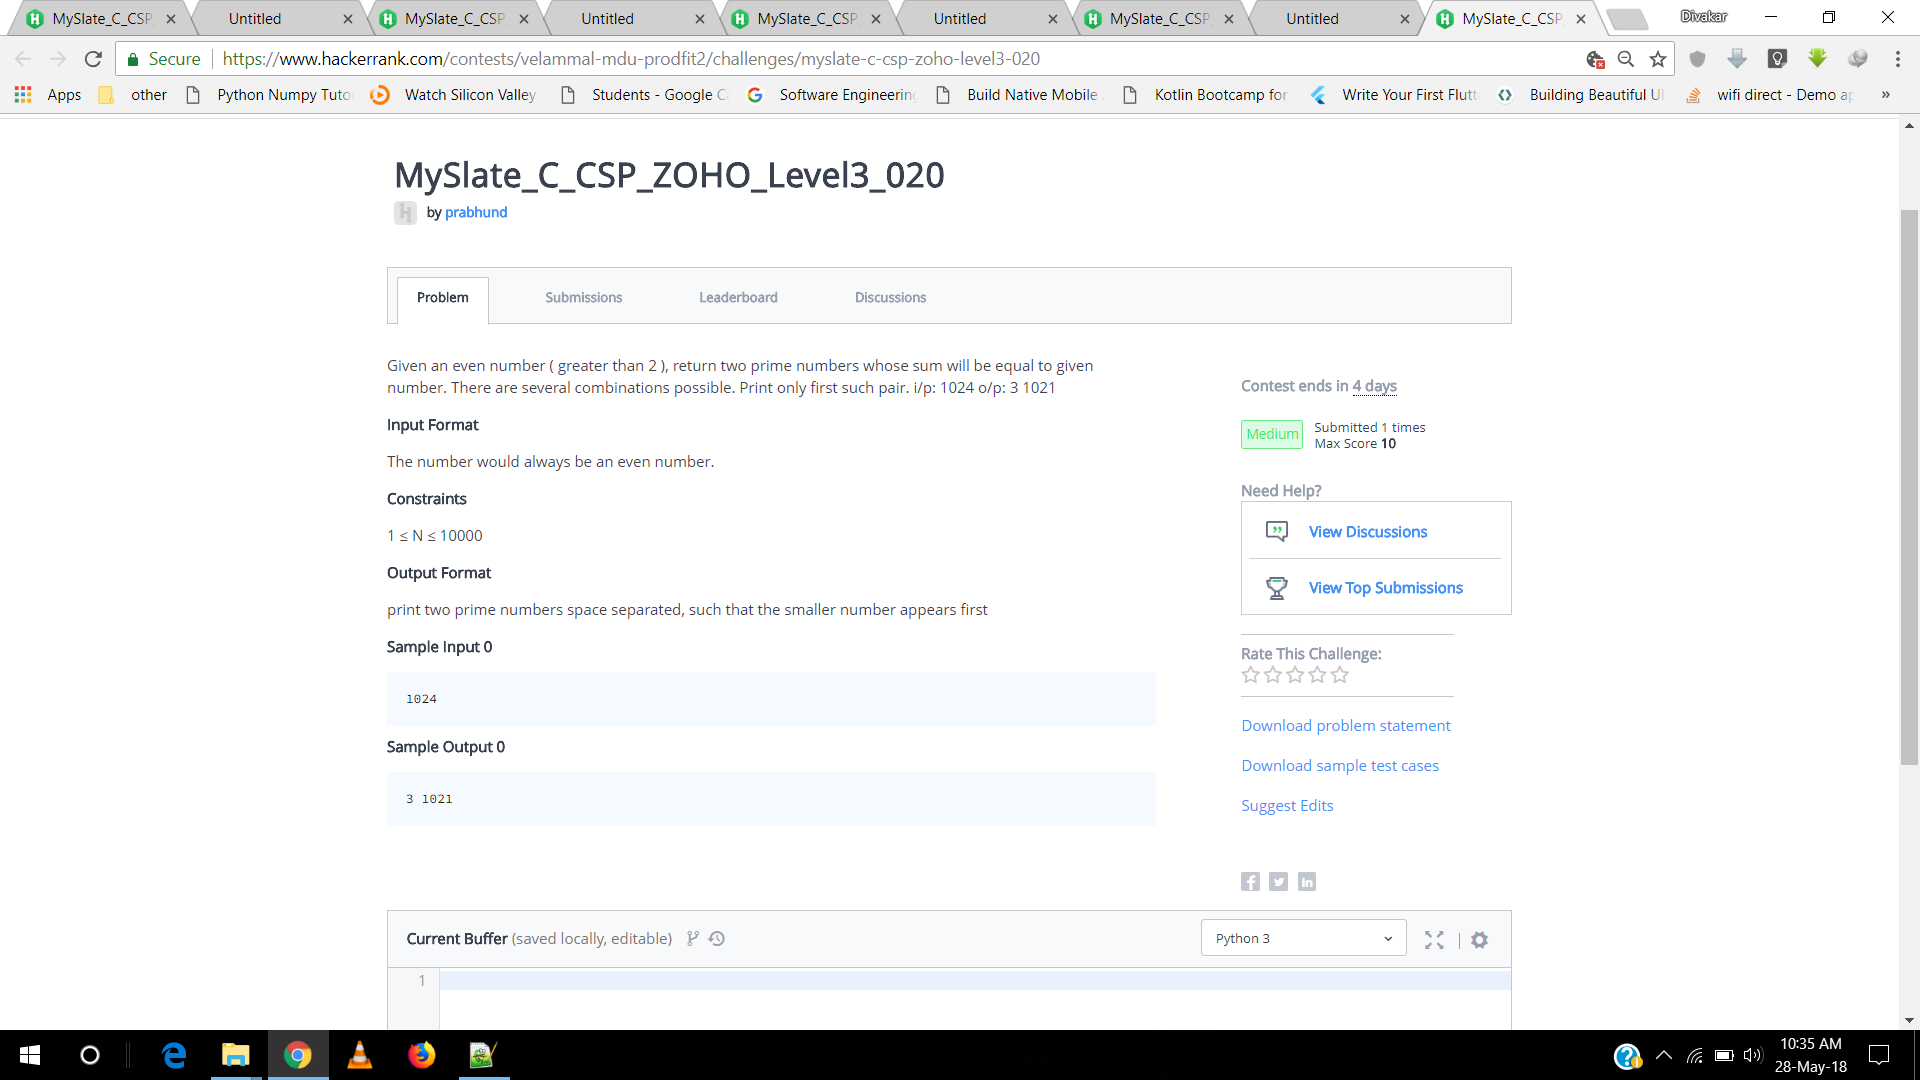 MySlate_C_CSP Untitled MySlate_C_CSP Untitled MySlate_C_CSP Untitled MySlate_C_CSP Untitled MySlate_C_CSP Divakar
Secure https://www.hackerrank.com/contests/velammal-mdu-prodfit2/challenges/myslate-c-csp-zoho-level3-020
Apps other Python Numpy Tuto Watch Silicon Valley Students - Google C Software Engineering Build Native Mobile Kotlin Bootcamp for Write Your First Flutt Building Beautiful UI wifi direct - Demo ap »
MySlate_C_CSP_ZOHO_Level3_020
by prabhund
Problem Submissions Leaderboard Discussions
Given an even number ( greater than 2 ), return two prime numbers whose sum will be equal to given
number. There are several combinations possible. Print only first such pair. i/p: 1024 o/p: 3 1021
Input Format
The number would always be an even number.
Constraints
1 ≤ N ≤ 10000
Output Format
print two prime numbers space separated, such that the smaller number appears first
Sample Input 0
1024
Sample Output 0
3 1021
Contest ends in 4 days
Medium
Submitted 1 times
Max Score 10
Need Help?
View Discussions
View Top Submissions
Rate This Challenge:
Download problem statement
Download sample test cases
Suggest Edits
Current Buffer (saved locally, editable) Python 3
1
10:35 AM
28-May-18